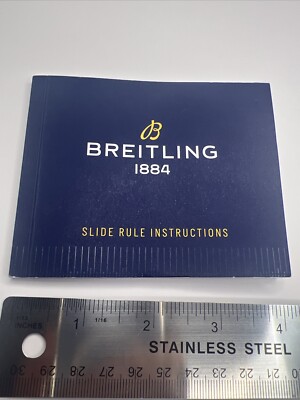 B
BREITLING
1884
SLIDE RULE INSTRUCTIONS
1 1/16 2 3 4
INCHES
STAINLESS STEEL
30 29 28 27 26 25 24 23 22 21 20